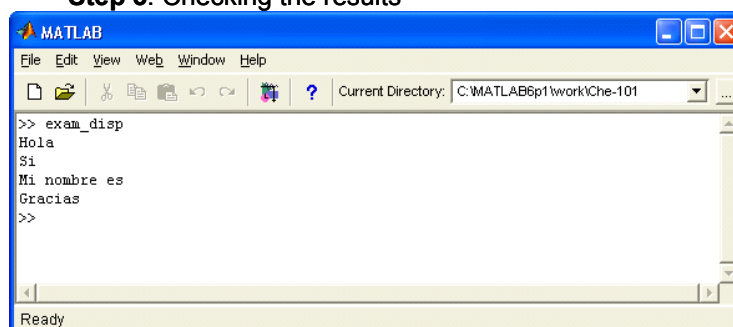 Step 3: Checking the results
MATLAB
File Edit View Web Window Help
? Current Directory: C:\MATLAB6p1\work\Che-101 ...
>> exam_disp
Hola
Si
Mi nombre es
Gracias
>>
Ready